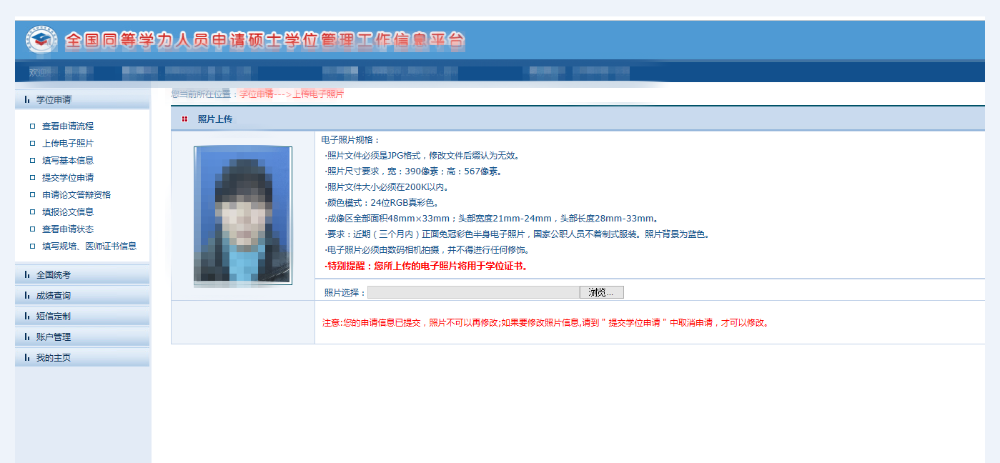 全国同等学力人员申请硕士学位管理工作信息平台
欢迎
您当前所在位置：学位申请--->上传电子照片
学位申请
查看申请流程
上传电子照片
填写基本信息
提交学位申请
申请论文答辩资格
填报论文信息
查看申请状态
填写规培、医师证书信息
全国统考
成绩查询
短信定制
账户管理
我的主页
照片上传
电子照片规格：
·照片文件必须是JPG格式，修改文件后缀认为无效。
·照片尺寸要求，宽：390像素；高：567像素。
·照片文件大小必须在200K以内。
·颜色模式：24位RGB真彩色。
·成像区全部面积48mm×33mm；头部宽度21mm-24mm，头部长度28mm-33mm。
·要求：近期（三个月内）正面免冠彩色半身电子照片，国家公职人员不着制式服装。照片背景为蓝色。
·电子照片必须由数码相机拍摄，并不得进行任何修饰。
·特别提醒：您所上传的电子照片将用于学位证书。
照片选择： 浏览...
注意:您的申请信息已提交，照片不可以再修改;如果要修改照片信息,请到＂提交学位申请＂中取消申请，才可以修改。